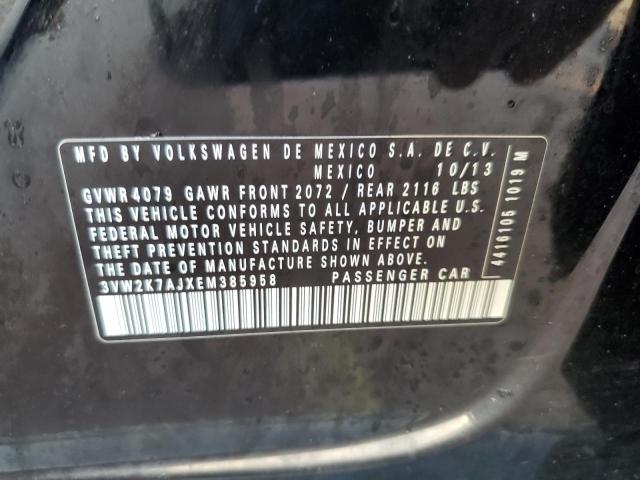 MFD BY VOLKSWAGEN DE MEXICO S.A. DE C.V.
MEXICO 10/13
GVWR4079 GAWR FRONT 2072 / REAR 2116 LBS
THIS VEHICLE CONFORMS TO ALL APPLICABLE U.S.
FEDERAL MOTOR VEHICLE SAFETY, BUMPER AND
THEFT PREVENTION STANDARDS IN EFFECT ON
THE DATE OF MANUFACTURE SHOWN ABOVE.
3VW2K7AJXEM385958 PASSENGER CAR
4416105 1019 M